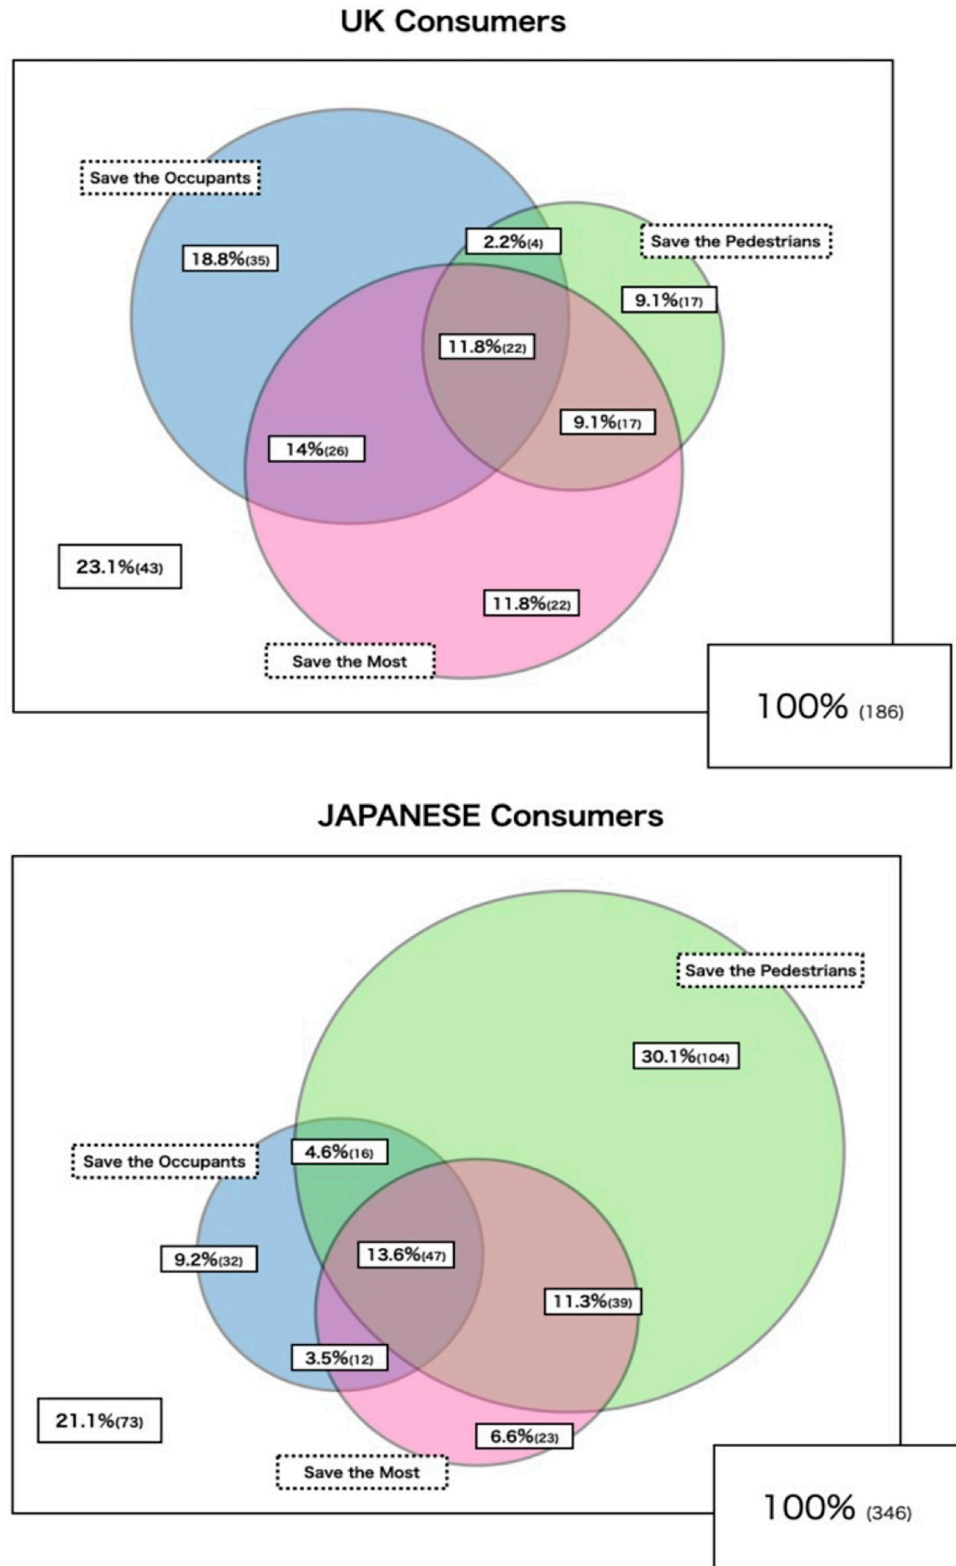 UK Consumers
Save the Occupants
2.2%(4)
Save the Pedestrians
18.8%(35)
9.1%(17)
11.8%(22)
9.1%(17)
14%(26)
23.1%(43)
11.8%(22)
Save the Most
100% (186)
JAPANESE Consumers
Save the Pedestrians
30.1%(104)
4.6%(16)
Save the Occupants
13.6%(47)
9.2%(32)
11.3%(39)
3.5%(12)
21.1%(73)
6.6%(23)
Save the Most
100% (346)